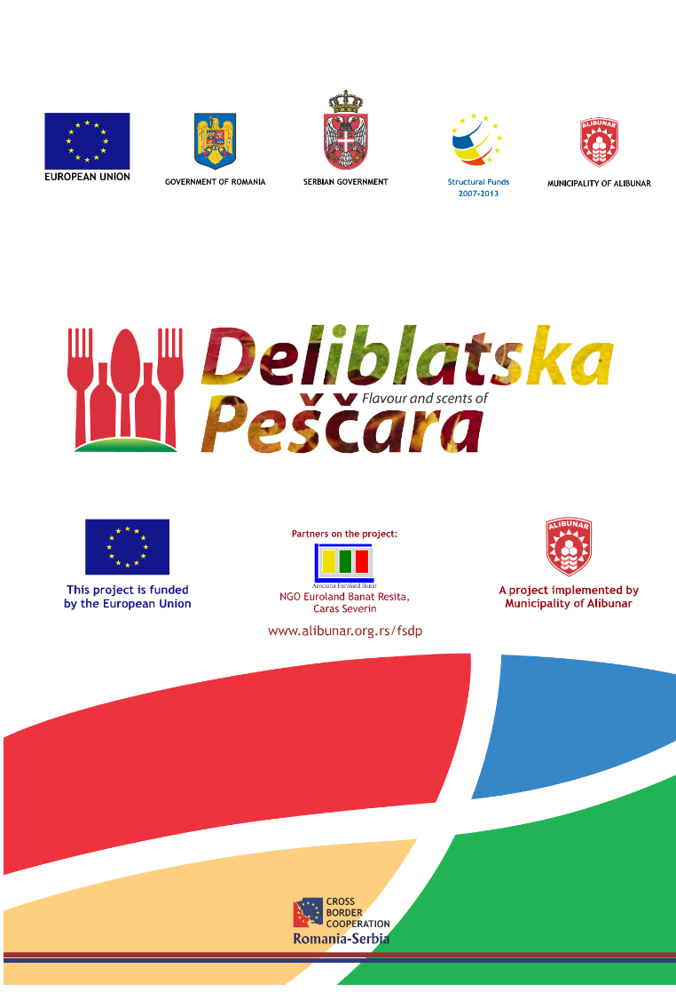 EUROPEAN UNION
GOVERNMENT OF ROMANIA
SERBIAN GOVERNMENT
Structural Funds
2007-2013
ALIBUNAR
MUNICIPALITY OF ALIBUNAR
Deliblatska
Flavour and scents of
Peščara
This project is funded
by the European Union
Partners on the project:
Asociatia Euroland Banat
NGO Euroland Banat Resita,
Caras Severin
www.alibunar.org.rs/fsdp
ALIBUNAR
A project implemented by
Municipality of Alibunar
CROSS
BORDER
COOPERATION
Romania-Serbia